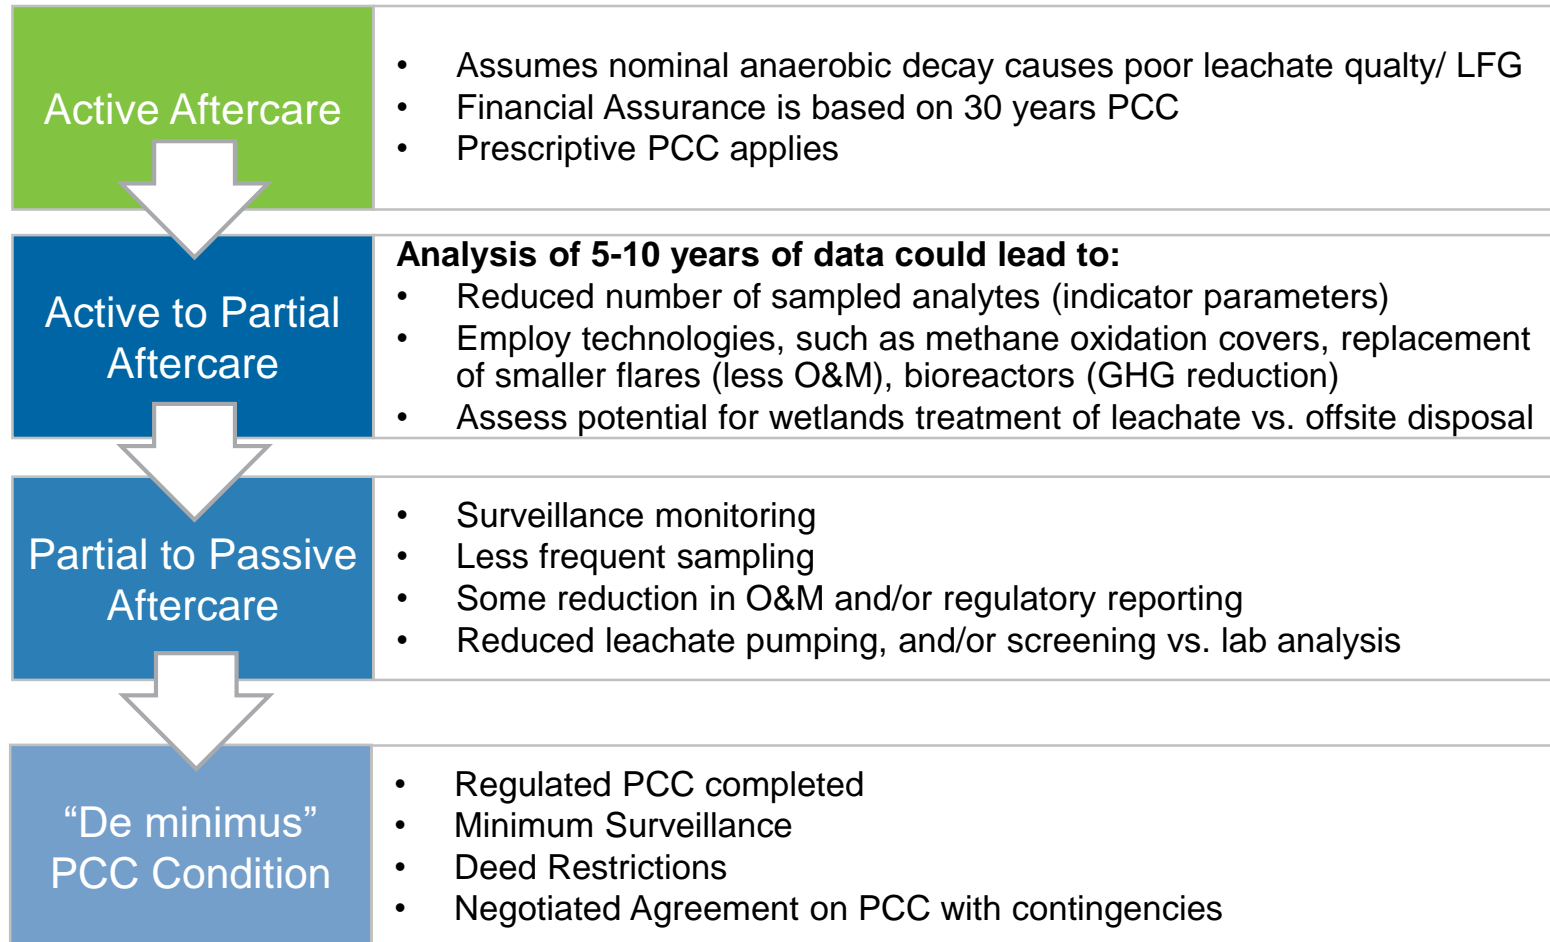 Active Aftercare
• Assumes nominal anaerobic decay causes poor leachate qualty/ LFG
• Financial Assurance is based on 30 years PCC
• Prescriptive PCC applies
Active to Partial
Aftercare
Analysis of 5-10 years of data could lead to:
• Reduced number of sampled analytes (indicator parameters)
• Employ technologies, such as methane oxidation covers, replacement
of smaller flares (less O&M), bioreactors (GHG reduction)
• Assess potential for wetlands treatment of leachate vs. offsite disposal
Partial to Passive
Aftercare
• Surveillance monitoring
• Less frequent sampling
• Some reduction in O&M and/or regulatory reporting
• Reduced leachate pumping, and/or screening vs. lab analysis
“De minimus”
PCC Condition
• Regulated PCC completed
• Minimum Surveillance
• Deed Restrictions
• Negotiated Agreement on PCC with contingencies